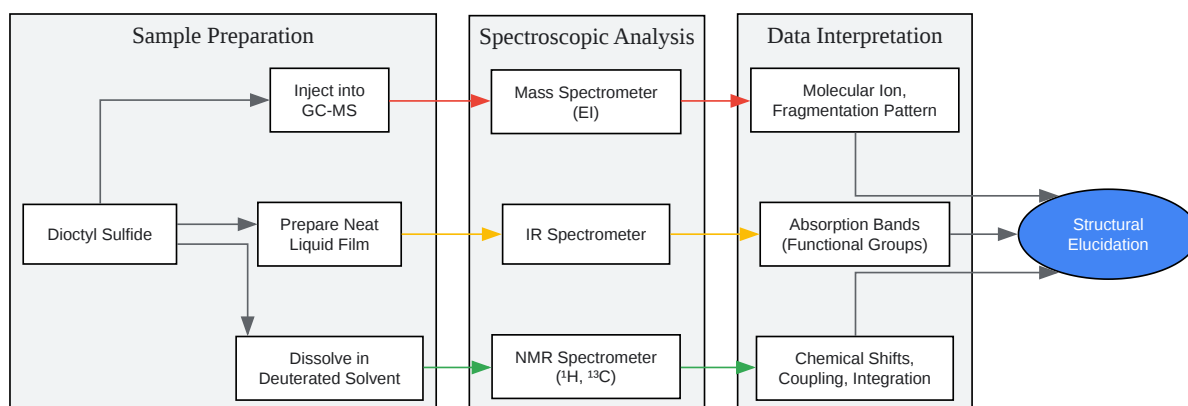 Sample Preparation
Spectroscopic Analysis
Data Interpretation
Inject into
GC-MS
Mass Spectrometer
(EI)
Molecular Ion,
Fragmentation Pattern
Dioctyl Sulfide
Prepare Neat
Liquid Film
IR Spectrometer
Absorption Bands
(Functional Groups)
Structural
Elucidation
Dissolve in
Deuterated Solvent
NMR Spectrometer
(¹H, ¹³C)
Chemical Shifts,
Coupling, Integration